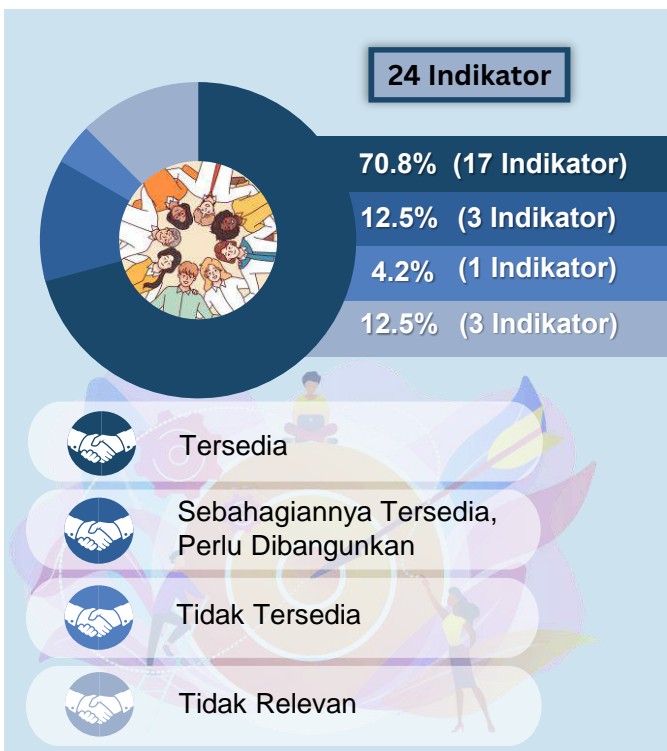 24 Indikator
70.8% (17 Indikator)
12.5% (3 Indikator)
4.2% (1 Indikator)
12.5% (3 Indikator)
Tersedia
Sebahagiannya Tersedia,
Perlu Dibangunkan
Tidak Tersedia
Tidak Relevan